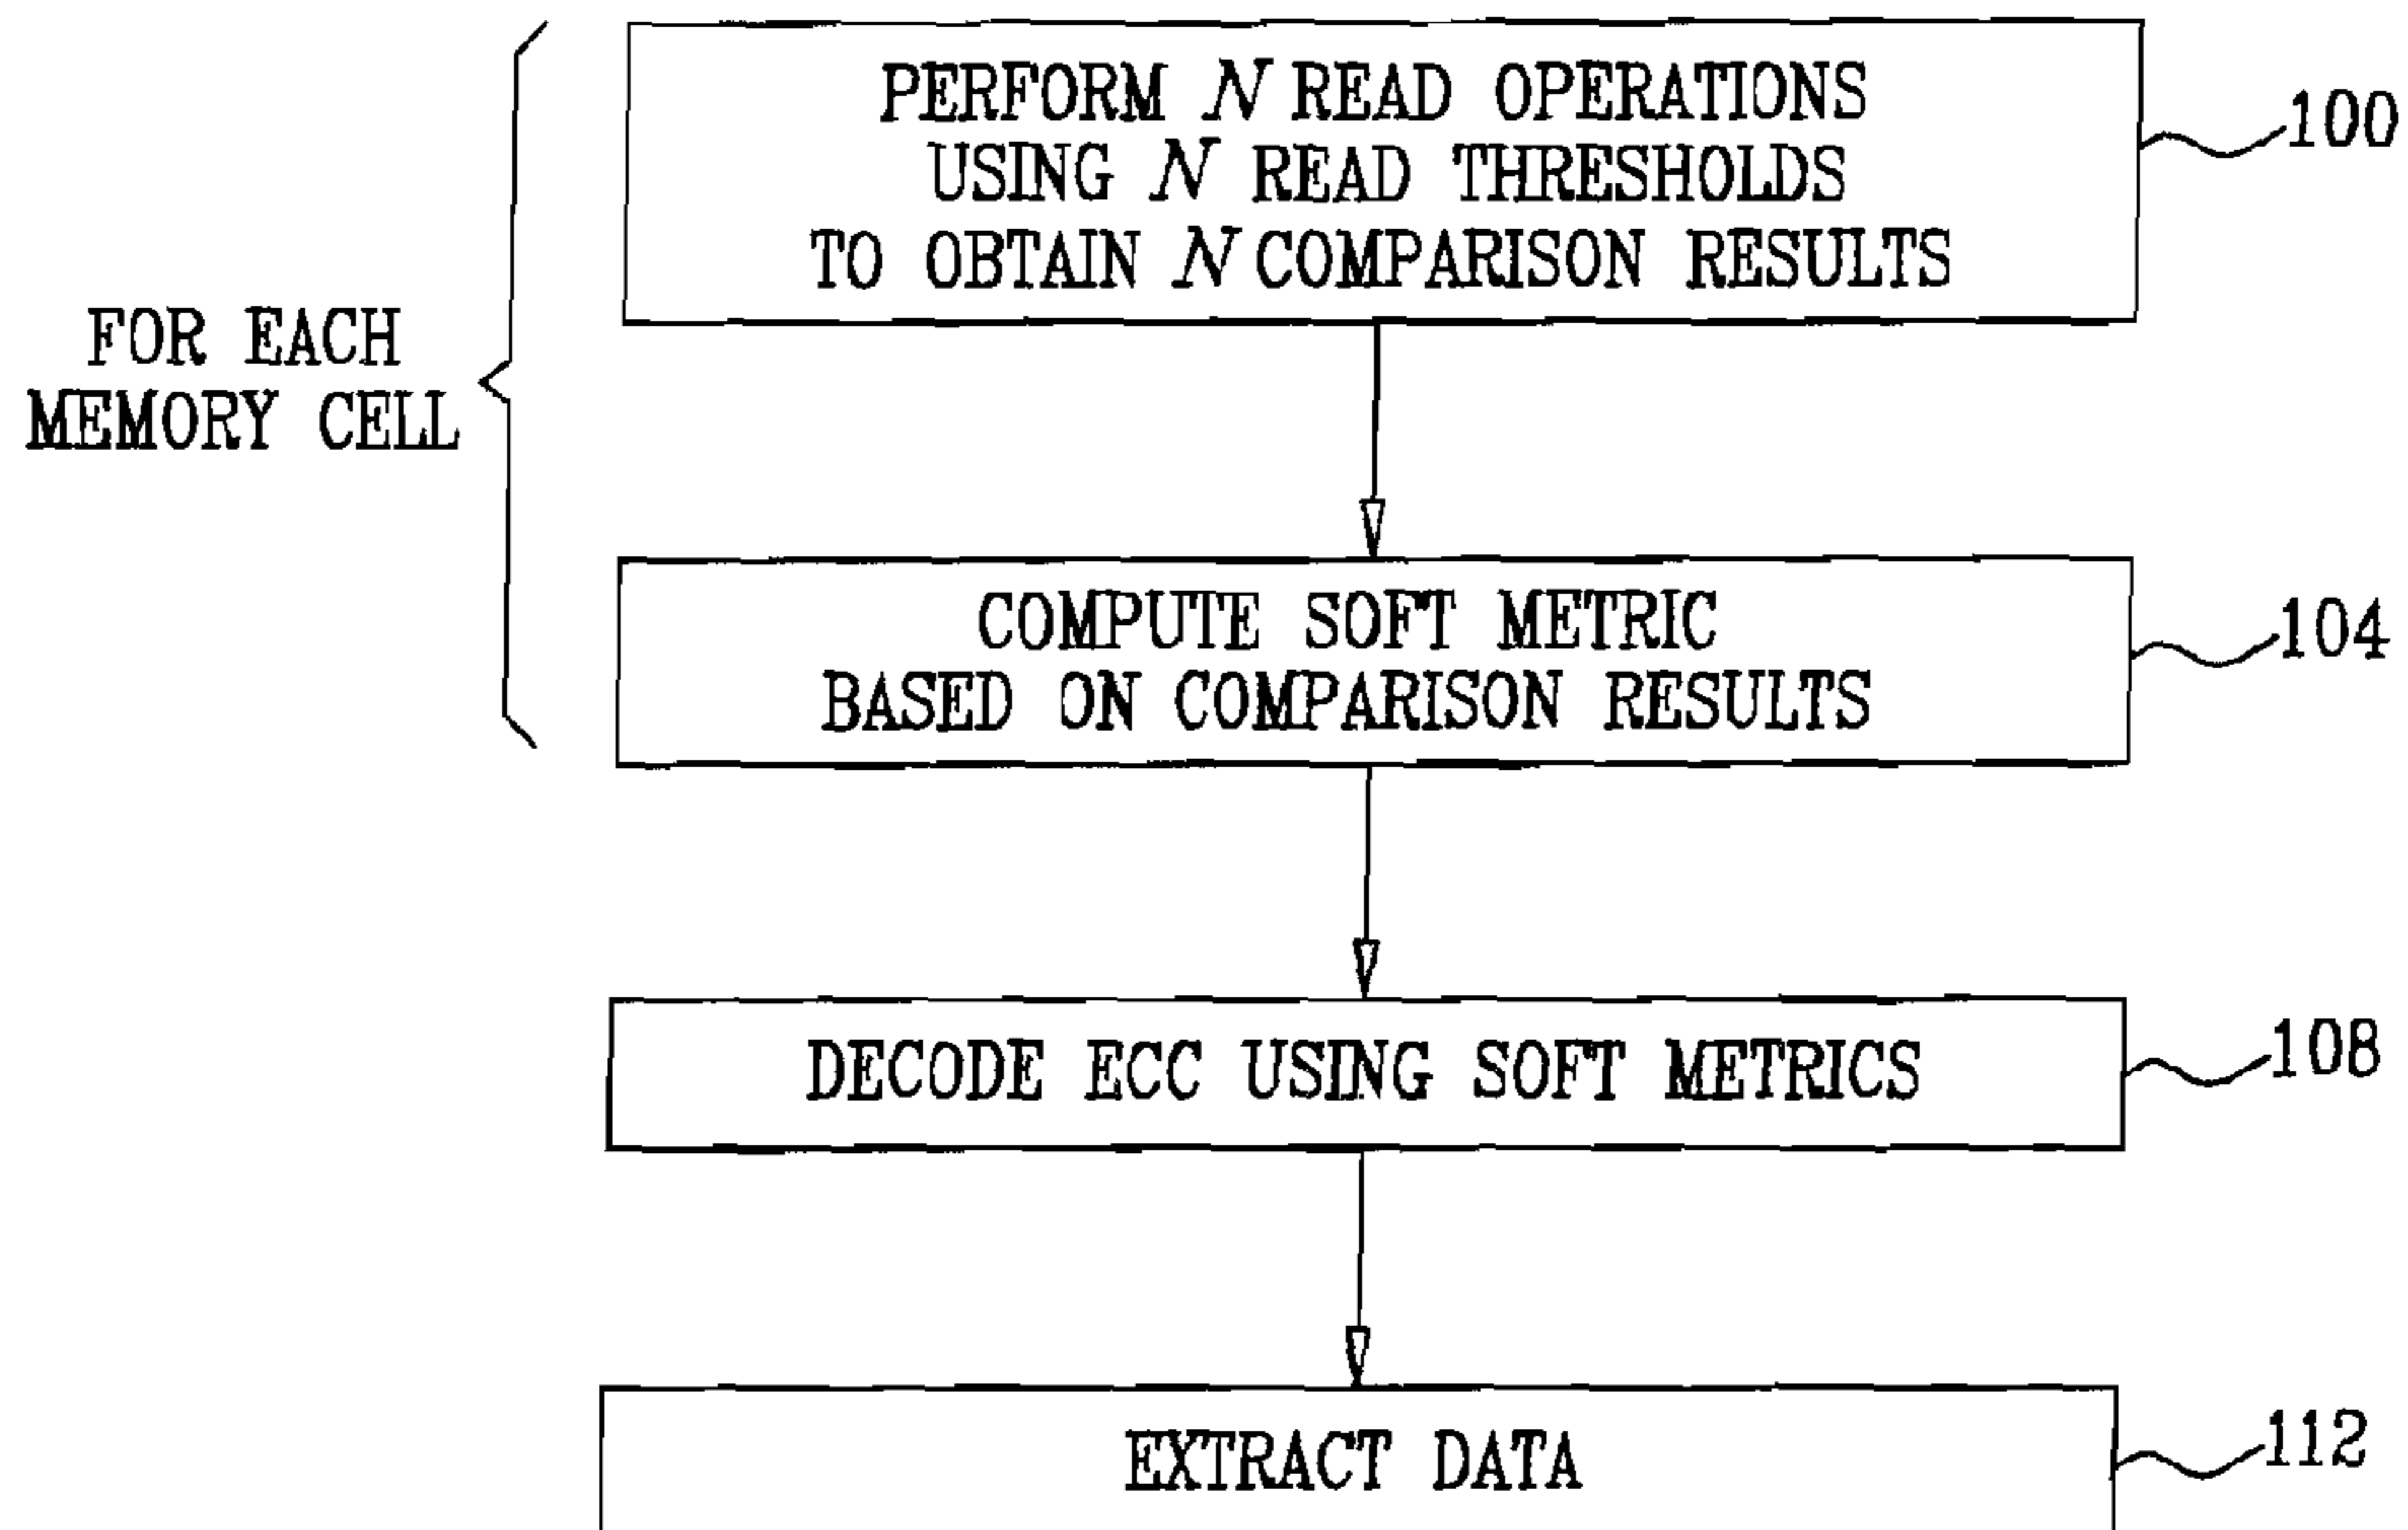 PERFORM N READ OPERATIONS
USING N READ THRESHOLDS
TO OBTAIN N COMPARISON RESULTS
100
FOR EACH
MEMORY CELL
COMPUTE SOFT METRIC
BASED ON COMPARISON RESULTS
104
DECODE ECC USING SOFT METRICS
108
EXTRACT DATA
112